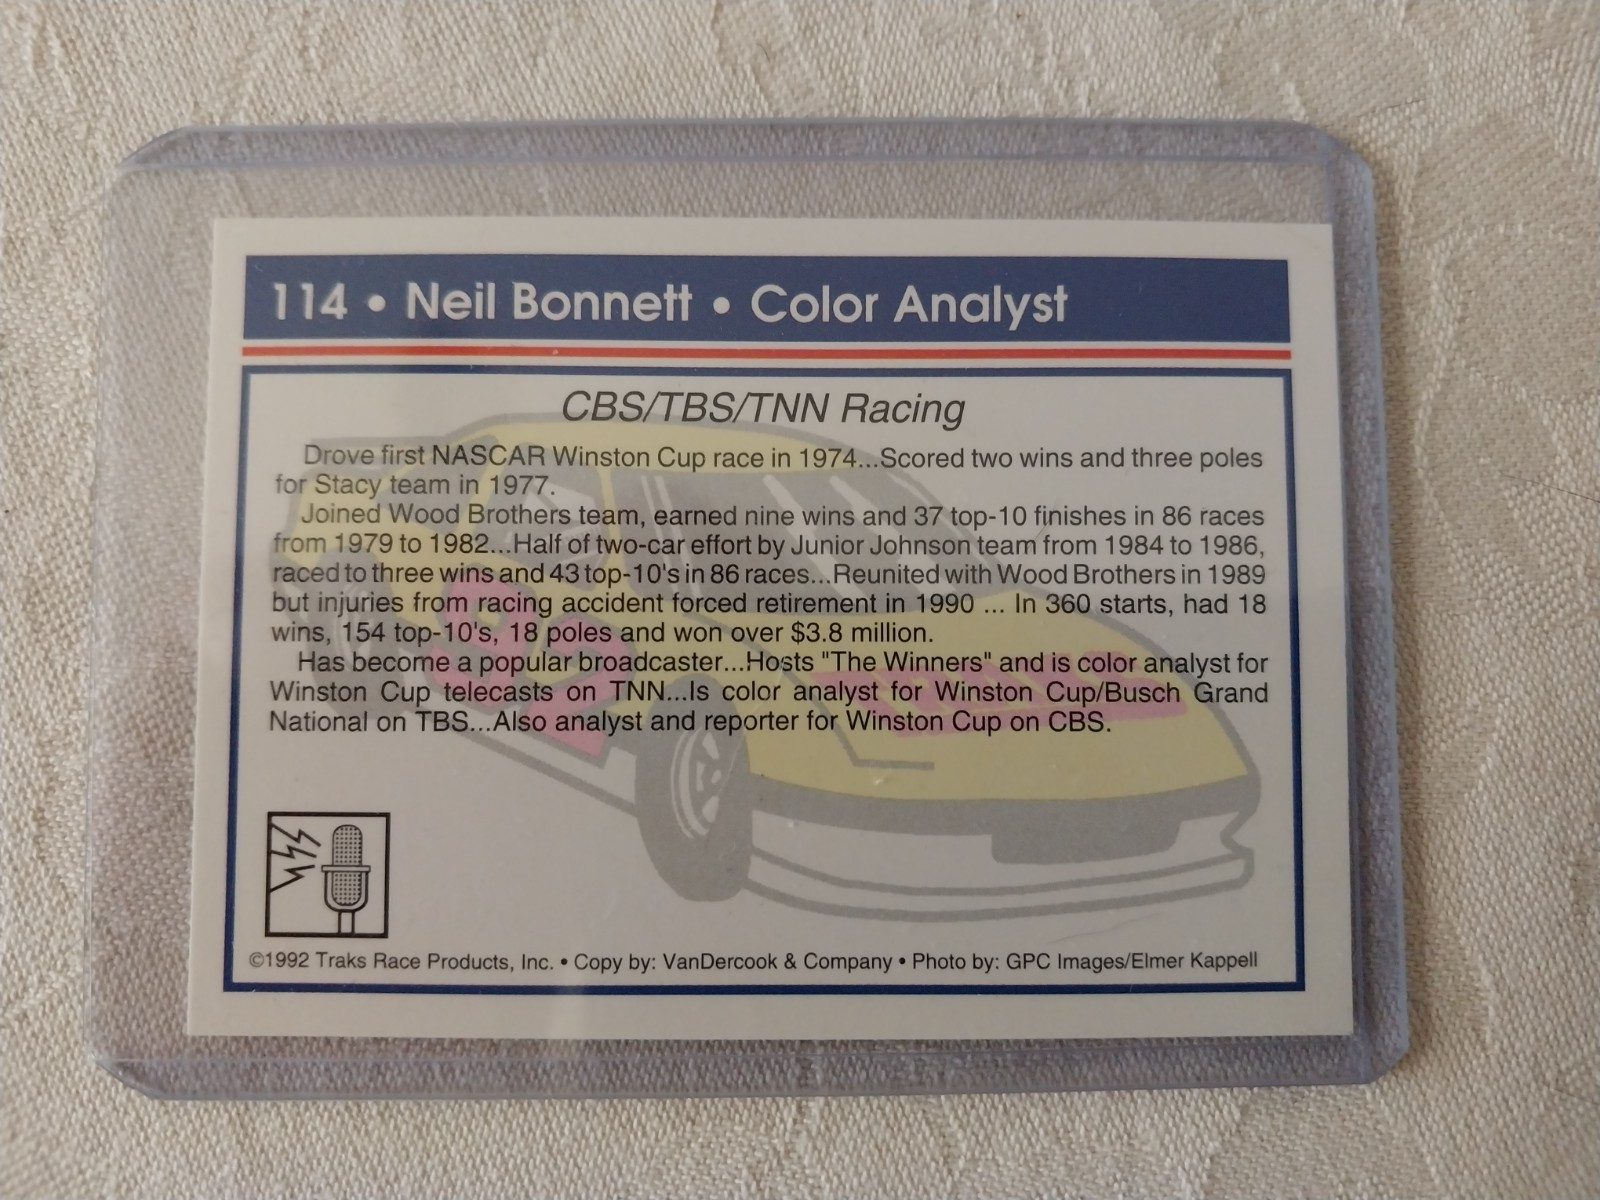 114 • Neil Bonnett • Color Analyst
CBS/TBS/TNN Racing
Drove first NASCAR Winston Cup race in 1974...Scored two wins and three poles
for Stacy team in 1977.
Joined Wood Brothers team, earned nine wins and 37 top-10 finishes in 86 races
from 1979 to 1982...Half of two-car effort by Junior Johnson team from 1984 to 1986,
raced to three wins and 43 top-10's in 86 races...Reunited with Wood Brothers in 1989
but injuries from racing accident forced retirement in 1990 ... In 360 starts, had 18
wins, 154 top-10's, 18 poles and won over $3.8 million.
Has become a popular broadcaster...Hosts "The Winners" and is color analyst for
Winston Cup telecasts on TNN...Is color analyst for Winston Cup/Busch Grand
National on TBS...Also analyst and reporter for Winston Cup on CBS.
©1992 Traks Race Products, Inc. • Copy by: VanDercook & Company • Photo by: GPC Images/Elmer Kappell